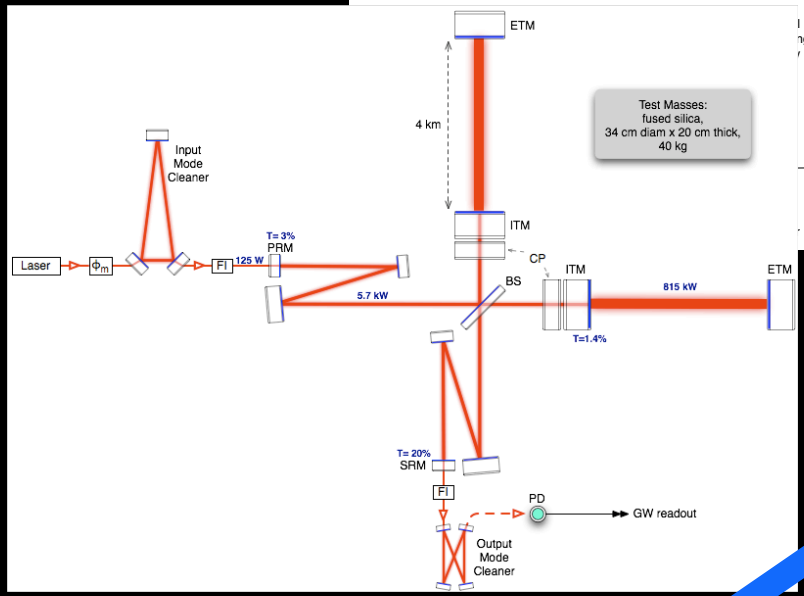 ETM
4 km
Test Masses:
fused silica,
34 cm diam x 20 cm thick,
40 kg
Input
Mode
Cleaner
ITM
T= 3%
PRM
CP
Laser
Φm
FI
125 W
BS
ITM
ETM
5.7 kW
815 kW
T=1.4%
T= 20%
SRM
FI
PD
GW readout
Output
Mode
Cleaner